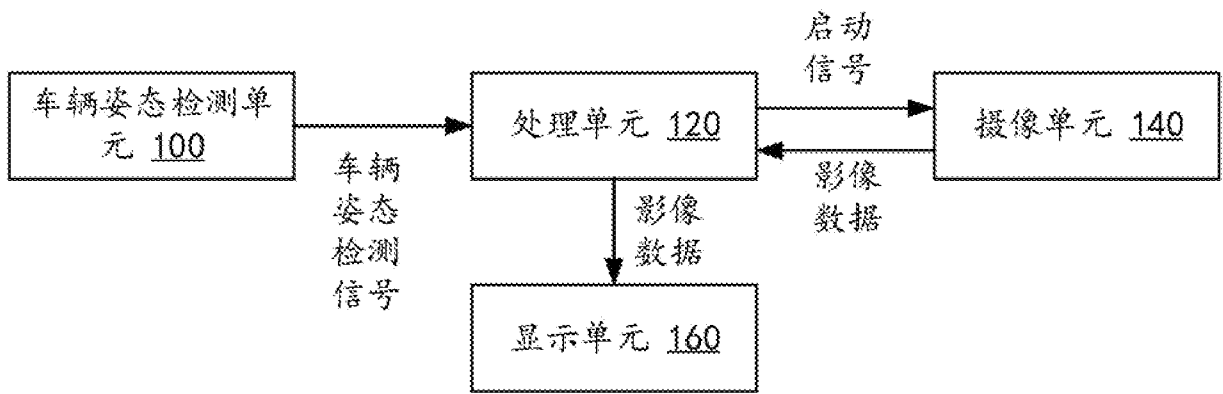 启动
信号
车辆姿态检测单
元 100
处理单元 120
摄像单元 140
车辆
姿态
检测
信号
影像
数据
影像
数据
显示单元 160